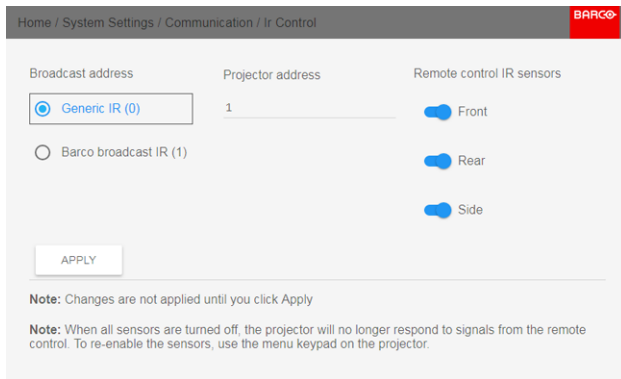 Home / System Settings / Communication / Ir Control
BARCO
Broadcast address
Projector address
Remote control IR sensors
Generic IR (0)
1
Front
Barco broadcast IR (1)
Rear
Side
APPLY
Note: Changes are not applied until you click Apply
Note: When all sensors are turned off, the projector will no longer respond to signals from the remote
control. To re-enable the sensors, use the menu keypad on the projector.